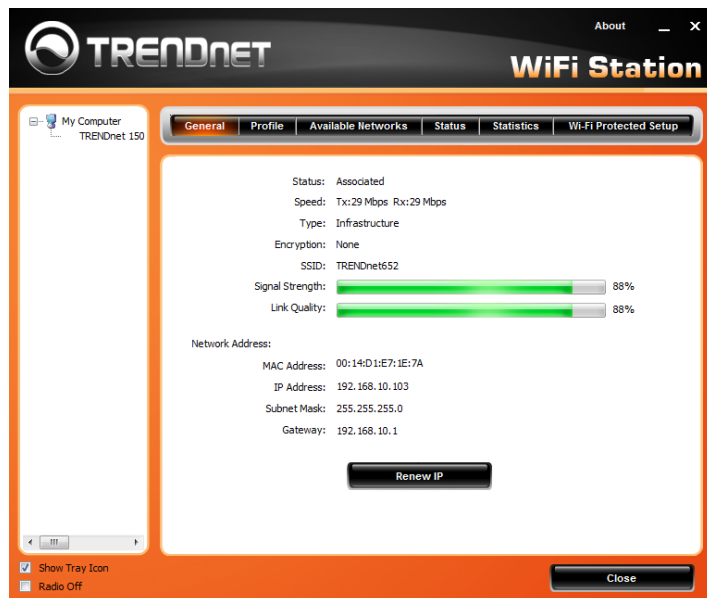 TRENDNET
About
WiFi Station
My Computer
TRENDnet 150
General Profile Available Networks Status Statistics Wi-Fi Protected Setup
Status: Associated
Speed: Tx:29 Mbps Rx:29 Mbps
Type: Infrastructure
Encryption: None
SSID: TRENDnet652
Signal Strength: 88%
Link Quality: 88%
Network Address:
MAC Address: 00:14:D1:E7:1E:7A
IP Address: 192.168.10.103
Subnet Mask: 255.255.255.0
Gateway: 192.168.10.1
Renew IP
Show Tray Icon
Radio Off
Close